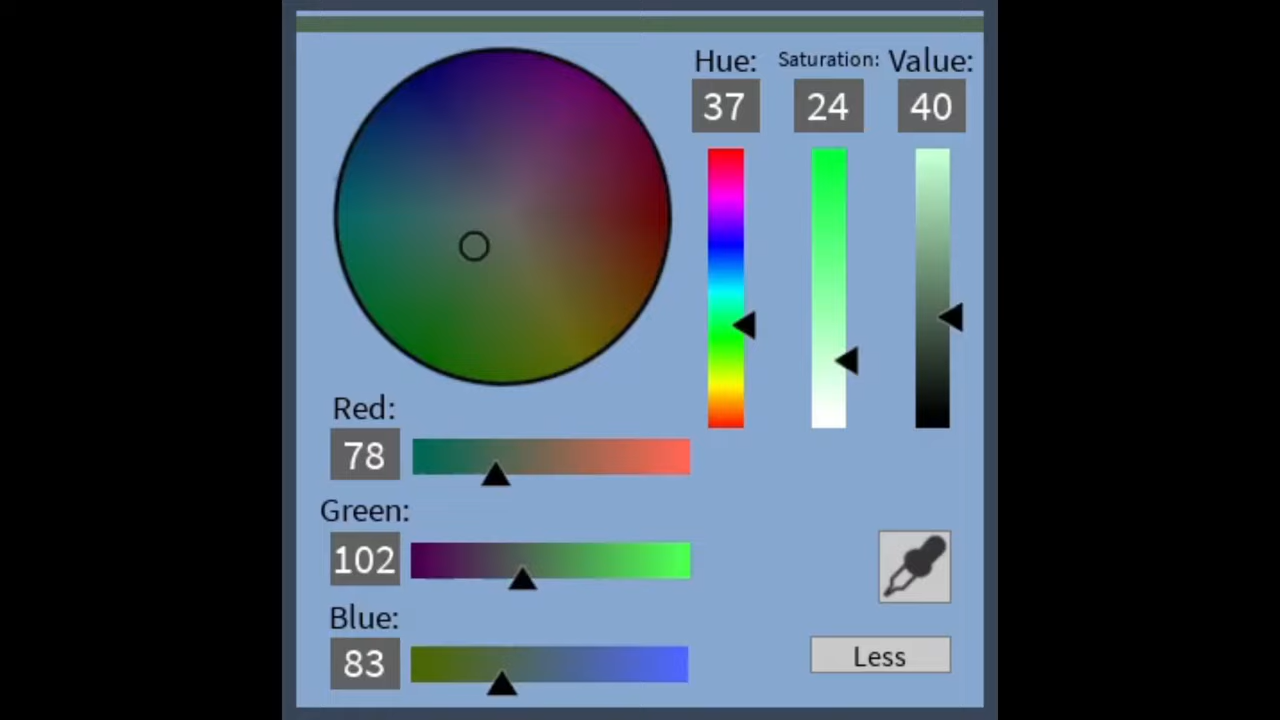 Hue: Saturation: Value:
37 24 40
Red:
78
Green:
102
Blue:
83
Less